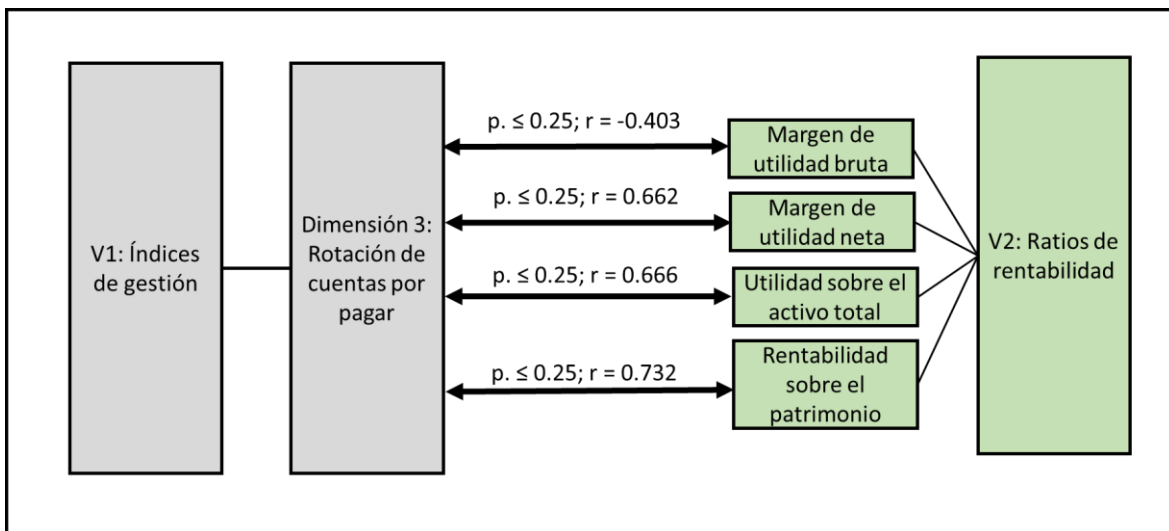 V1: Índices
de gestión
Dimensión 3:
Rotación de
cuentas por
pagar
p. ≤ 0.25; r = -0.403
Margen de
utilidad bruta
p. ≤ 0.25; r = 0.662
Margen de
utilidad neta
p. ≤ 0.25; r = 0.666
Utilidad sobre el
activo total
p. ≤ 0.25; r = 0.732
Rentabilidad
sobre el
patrimonio
V2: Ratios de
rentabilidad